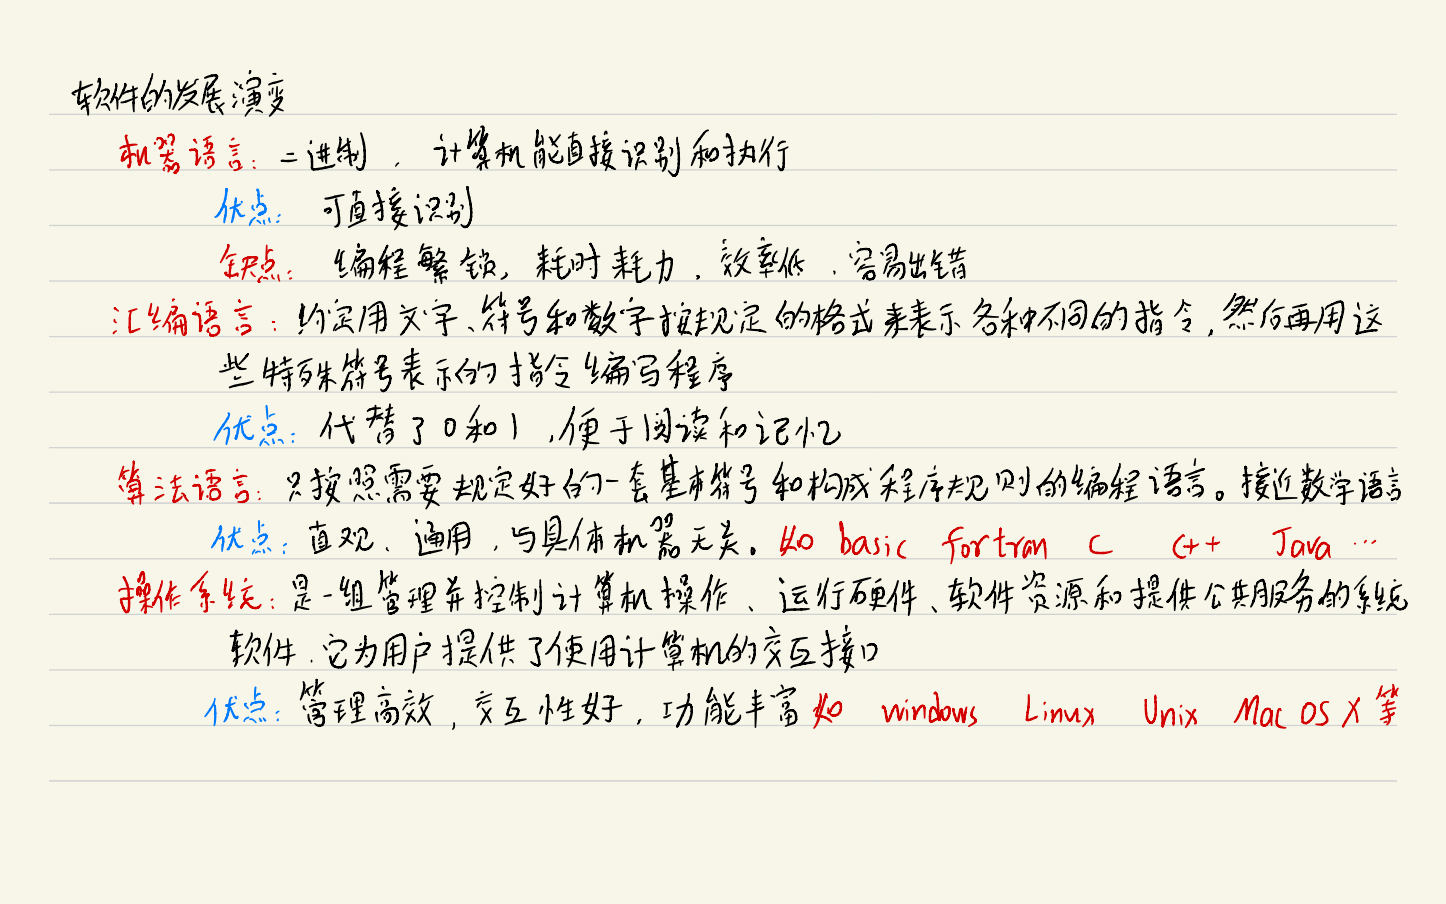 软件的发展演变
机器语言：二进制，计算机能直接识别和执行
优点：可直接识别
缺点：编程繁锁，耗时耗力，效率低，容易出错
汇编语言：约定用文字、符号和数字按规定的格式来表示各种不同的指令，然后再用这
些特殊符号表示的指令编写程序
优点：代替了0和1，便于阅读和记忆
算法语言：只按照需要规定好的一套基本符号和构成程序规则的编程语言。接近数学语言
优点：直观、通用，与具体机器无关。如 basic fortran C C++ Java …
操作系统：是一组管理并控制计算机操作、运行硬件、软件资源和提供公共服务的系统
软件，它为用户提供了使用计算机的交互接口
优点：管理高效，交互性好，功能丰富 如 windows Linux Unix Mac OS X 等